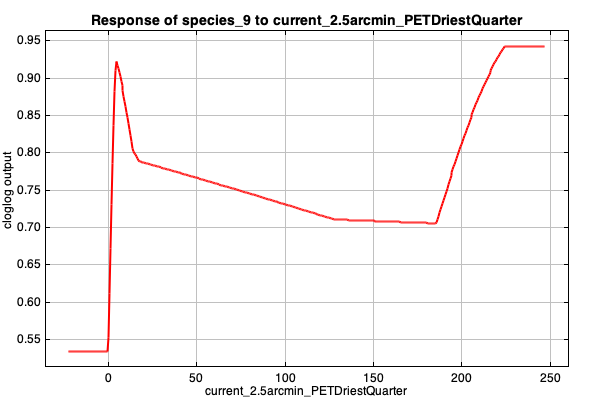 Response of species_9 to current_2.5arcmin_PETDriestQuarter
0.95
0.90
0.85
0.80
0.75
0.70
0.65
0.60
0.55
cloglog output
0 50 100 150 200 250
current_2.5arcmin_PETDriestQuarter